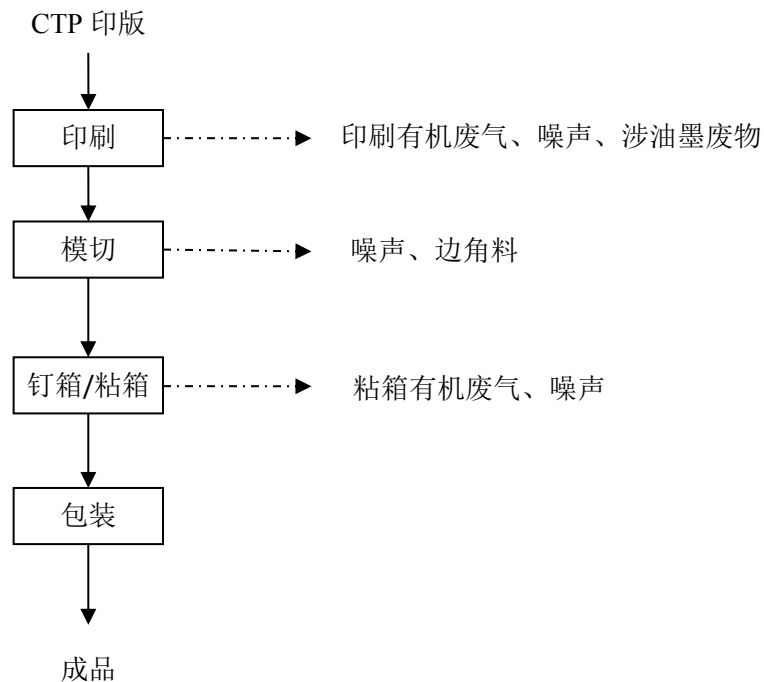 CTP 印版
印刷
印刷有机废气、噪声、涉油墨废物
模切
噪声、边角料
钉箱/粘箱
粘箱有机废气、噪声
包装
成品